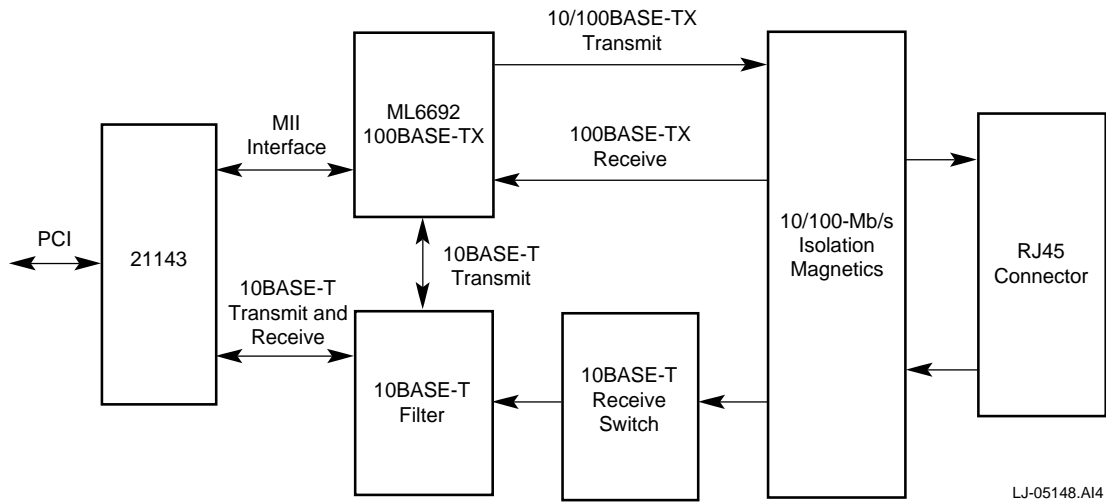 10/100BASE-TX
Transmit
ML6692
100BASE-TX
MII
Interface
100BASE-TX
Receive
PCI
21143
10BASE-T
Transmit
10/100-Mb/s
Isolation
Magnetics
RJ45
Connector
10BASE-T
Transmit and
Receive
10BASE-T
Filter
10BASE-T
Receive
Switch
LJ-05148.AI4